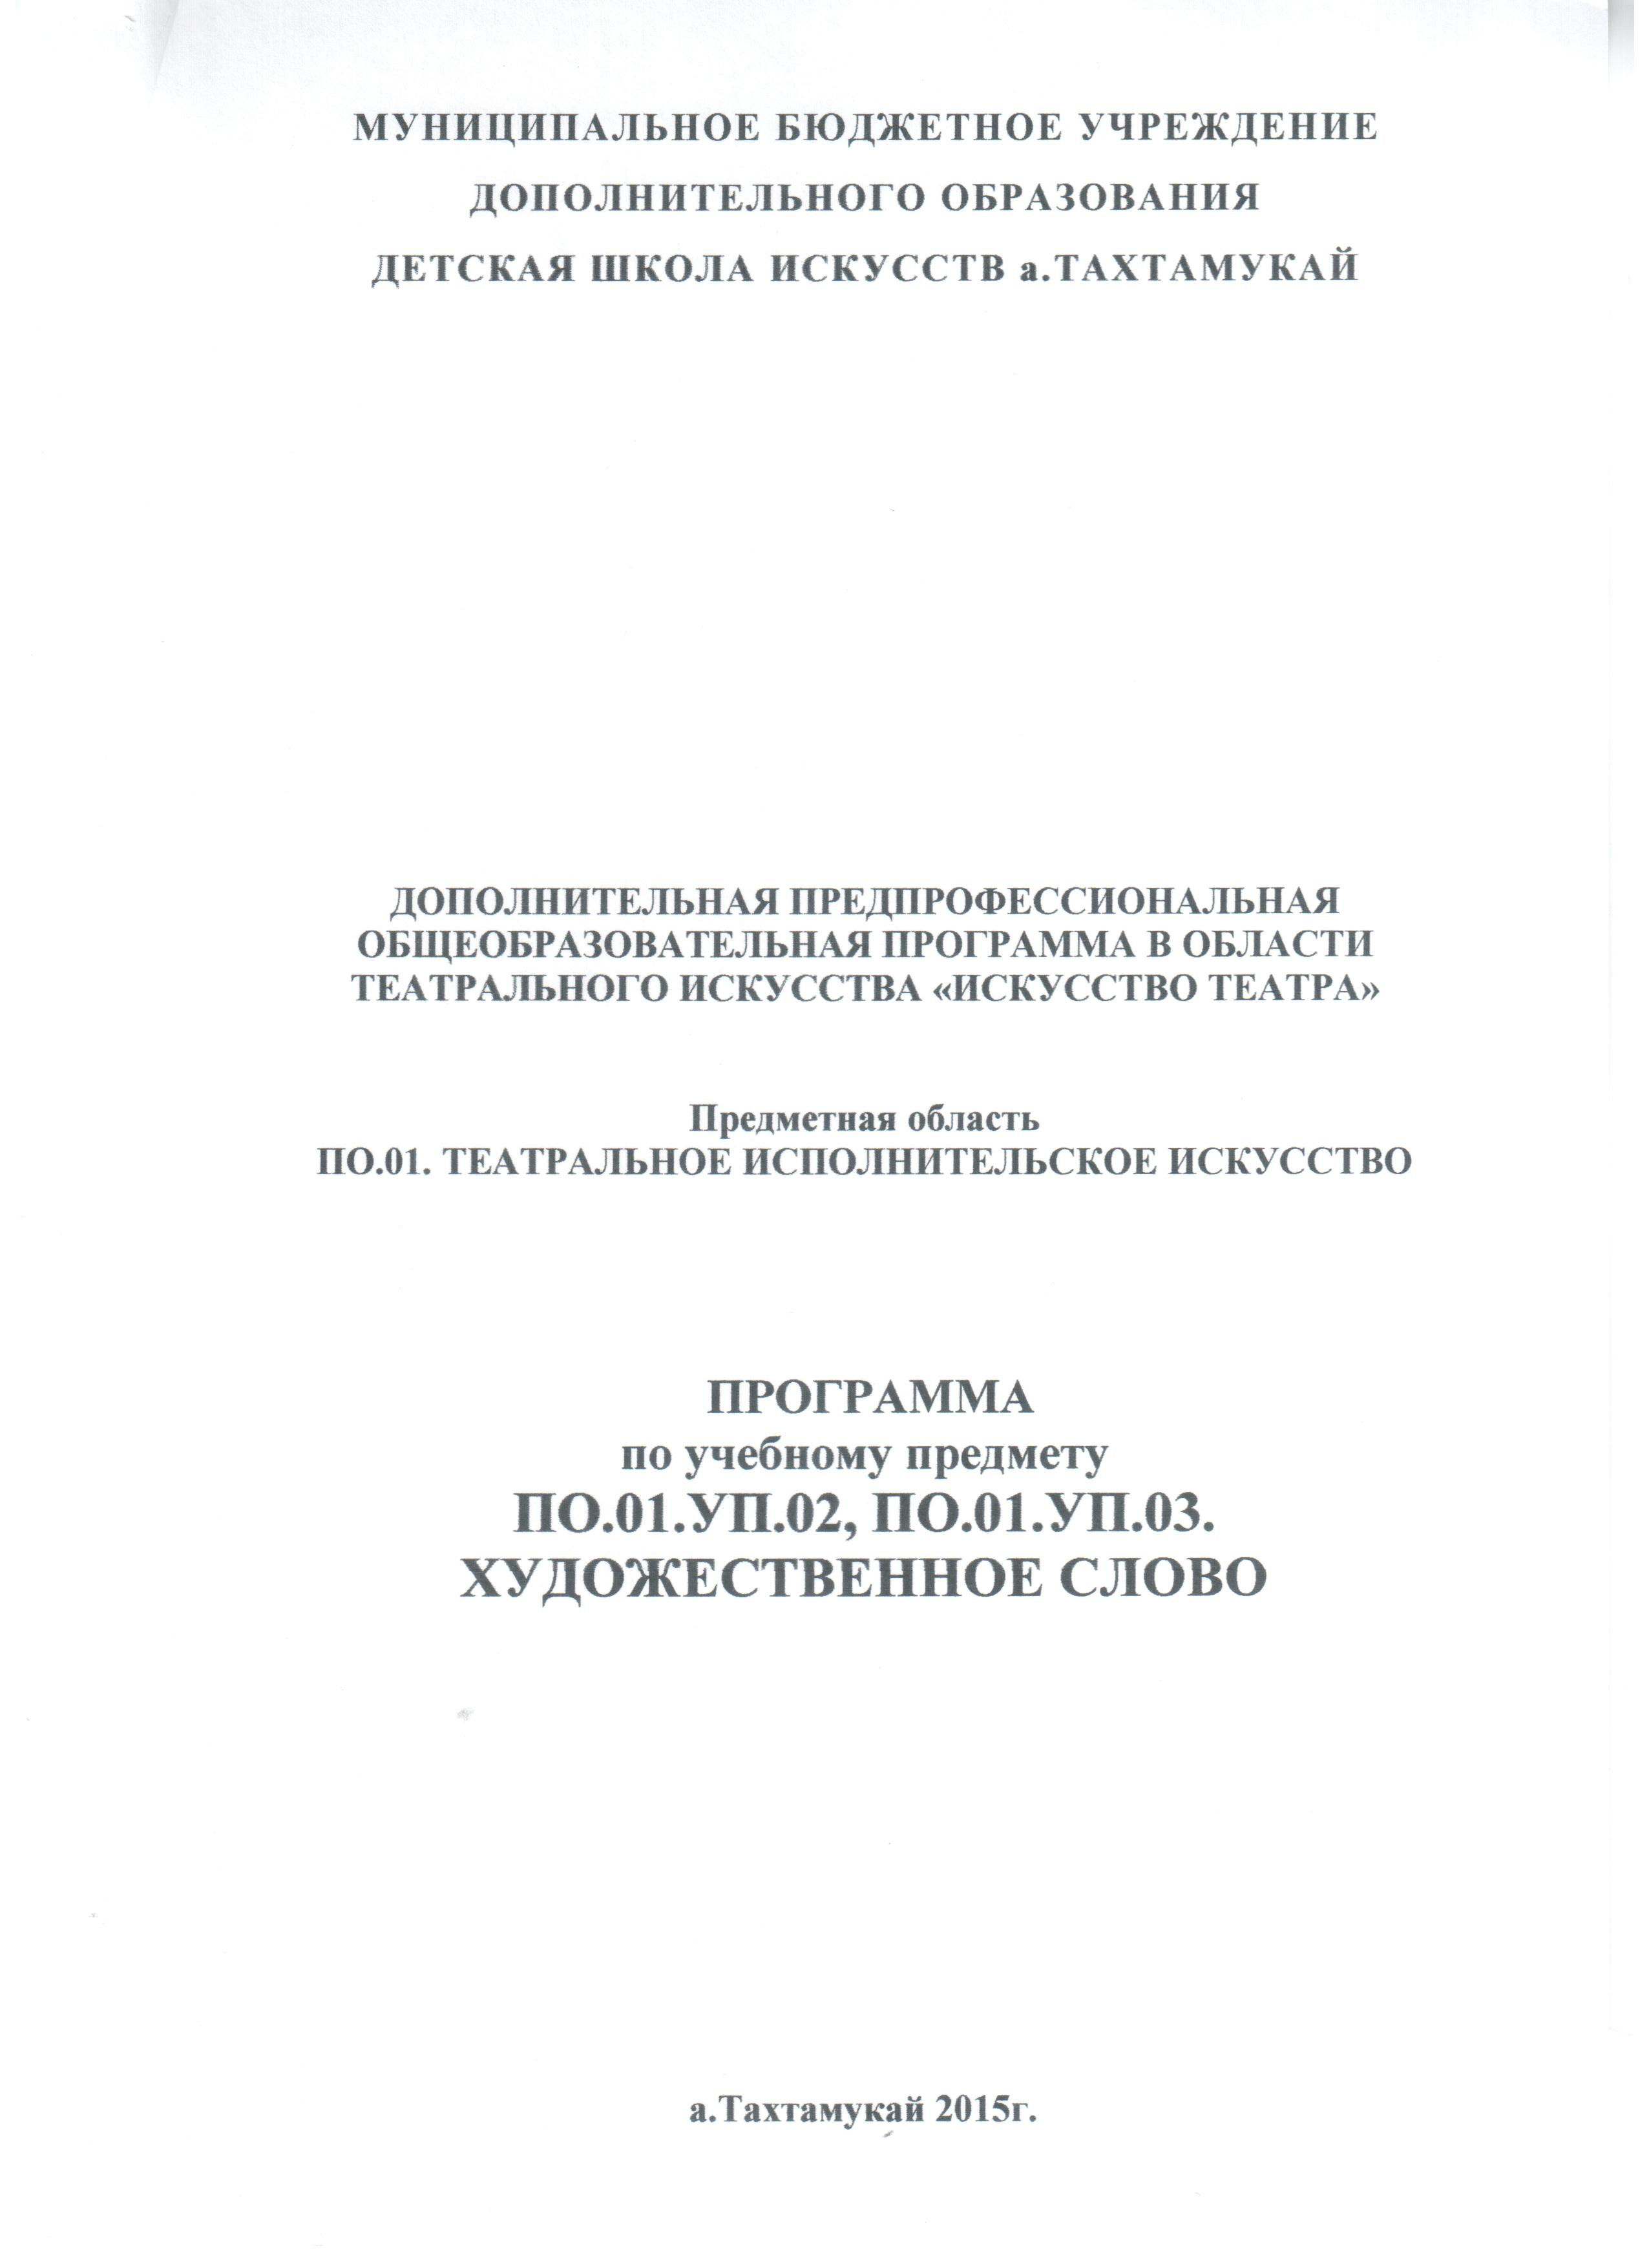 МУНИЦИПАЛЬНОЕ БЮДЖЕТНОЕ УЧРЕЖДЕНИЕ
ДОПОЛНИТЕЛЬНОГО ОБРАЗОВАНИЯ
ДЕТСКАЯ ШКОЛА ИСКУССТВ а.ТАХТАМУКАЙ
ДОПОЛНИТЕЛЬНАЯ ПРЕДПРОФЕССИОНАЛЬНАЯ
ОБЩЕОБРАЗОВАТЕЛЬНАЯ ПРОГРАММА В ОБЛАСТИ
ТЕАТРАЛЬНОГО ИСКУССТВА «ИСКУССТВО ТЕАТРА»
Предметная область
ПО.01. ТЕАТРАЛЬНОЕ ИСПОЛНИТЕЛЬСКОЕ ИСКУССТВО
ПРОГРАММА
по учебному предмету
ПО.01.УП.02, ПО.01.УП.03.
ХУДОЖЕСТВЕННОЕ СЛОВО
а.Тахтамукай 2015г.